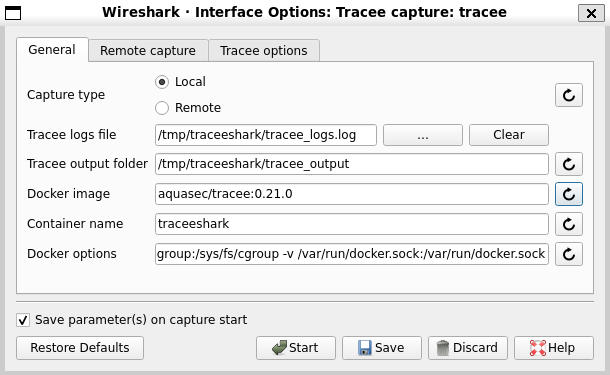 Wireshark · Interface Options: Tracee capture: tracee
General Remote capture Tracee options
Capture type
Local
Remote
Tracee logs file /tmp/traceeshark/tracee_logs.log ... Clear
Tracee output folder /tmp/traceeshark/tracee_output
Docker image aquasec/tracee:0.21.0
Container name traceeshark
Docker options group:/sys/fs/cgroup -v /var/run/docker.sock:/var/run/docker.sock
Save parameter(s) on capture start
Restore Defaults Start Save Discard Help